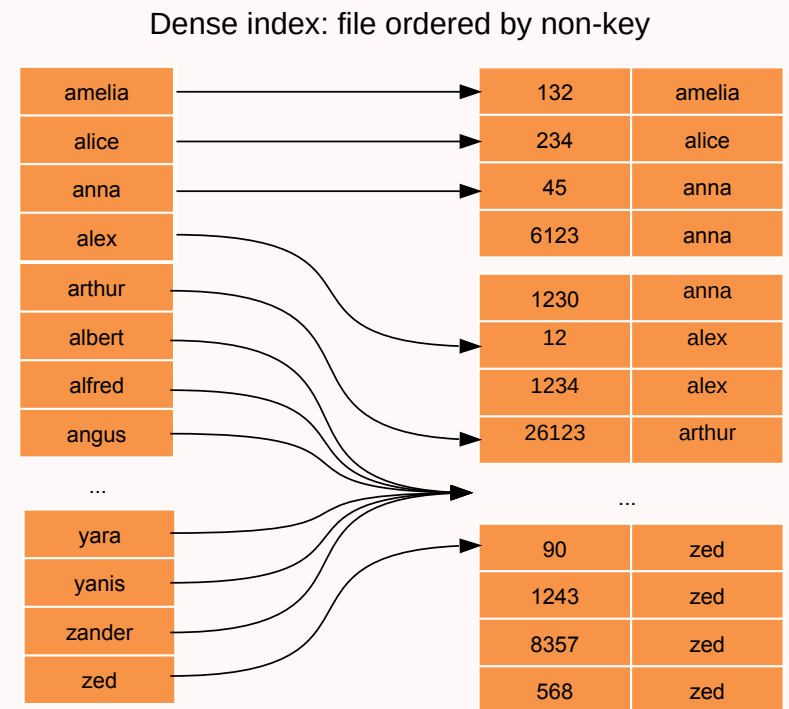 Dense index: file ordered by non-key
amelia
alice
anna
alex
arthur
albert
alfred
angus
...
yara
yanis
zander
zed
132 amelia
234 alice
45 anna
6123 anna
1230 anna
12 alex
1234 alex
26123 arthur
...
90 zed
1243 zed
8357 zed
568 zed